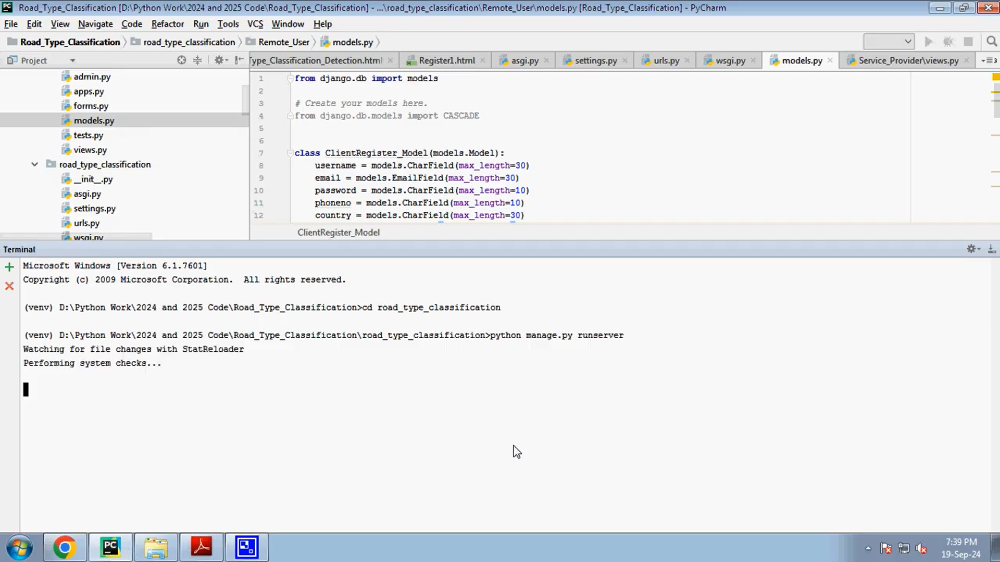 PC Road_Type_Classification [D:\Python Work\2024 and 2025 Code\Road_Type_Classification] - ...\road_type_classification\Remote_User\models.py [Road_Type_Classification] - PyCharm
File Edit View Navigate Code Refactor Run Tools VCS Window Help
Road_Type_Classification road_type_classification Remote_User models.py
Project
Type_Classification_Detection.html Register1.html asgi.py settings.py urls.py wsgi.py models.py Service_Provider\views.py 3
admin.py
apps.py
forms.py
models.py
tests.py
views.py
road_type_classification
__init__.py
asgi.py
settings.py
urls.py
wsgi.py
1 from django.db import models
2
3 # Create your models here.
4 from django.db.models import CASCADE
5
6
7 class ClientRegister_Model(models.Model):
8 username = models.CharField(max_length=30)
9 email = models.EmailField(max_length=30)
10 password = models.CharField(max_length=10)
11 phoneno = models.CharField(max_length=10)
12 country = models.CharField(max_length=30)
ClientRegister_Model
Terminal
Microsoft Windows [Version 6.1.7601]
Copyright (c) 2009 Microsoft Corporation.  All rights reserved.
(venv) D:\Python Work\2024 and 2025 Code\Road_Type_Classification>cd road_type_classification
(venv) D:\Python Work\2024 and 2025 Code\Road_Type_Classification\road_type_classification>python manage.py runserver
Watching for file changes with StatReloader
Performing system checks...
PC
7:39 PM
19-Sep-24